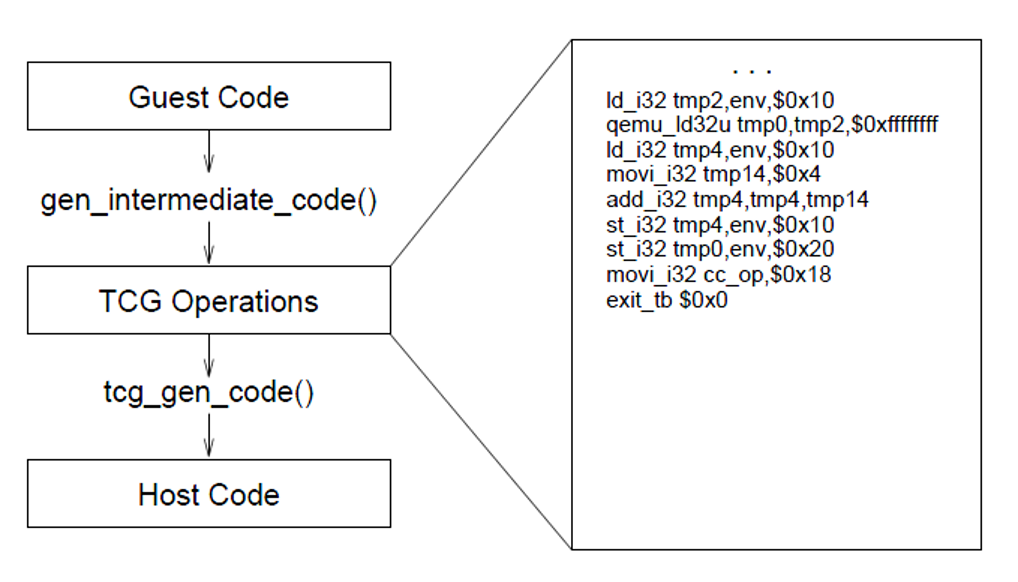 Guest Code
gen_intermediate_code()
TCG Operations
tcg_gen_code()
Host Code
. . .
ld_i32 tmp2,env,$0x10
qemu_ld32u tmp0,tmp2,$0xffffffff
ld_i32 tmp4,env,$0x10
movi_i32 tmp14,$0x4
add_i32 tmp4,tmp4,tmp14
st_i32 tmp4,env,$0x10
st_i32 tmp0,env,$0x20
movi_i32 cc_op,$0x18
exit_tb $0x0